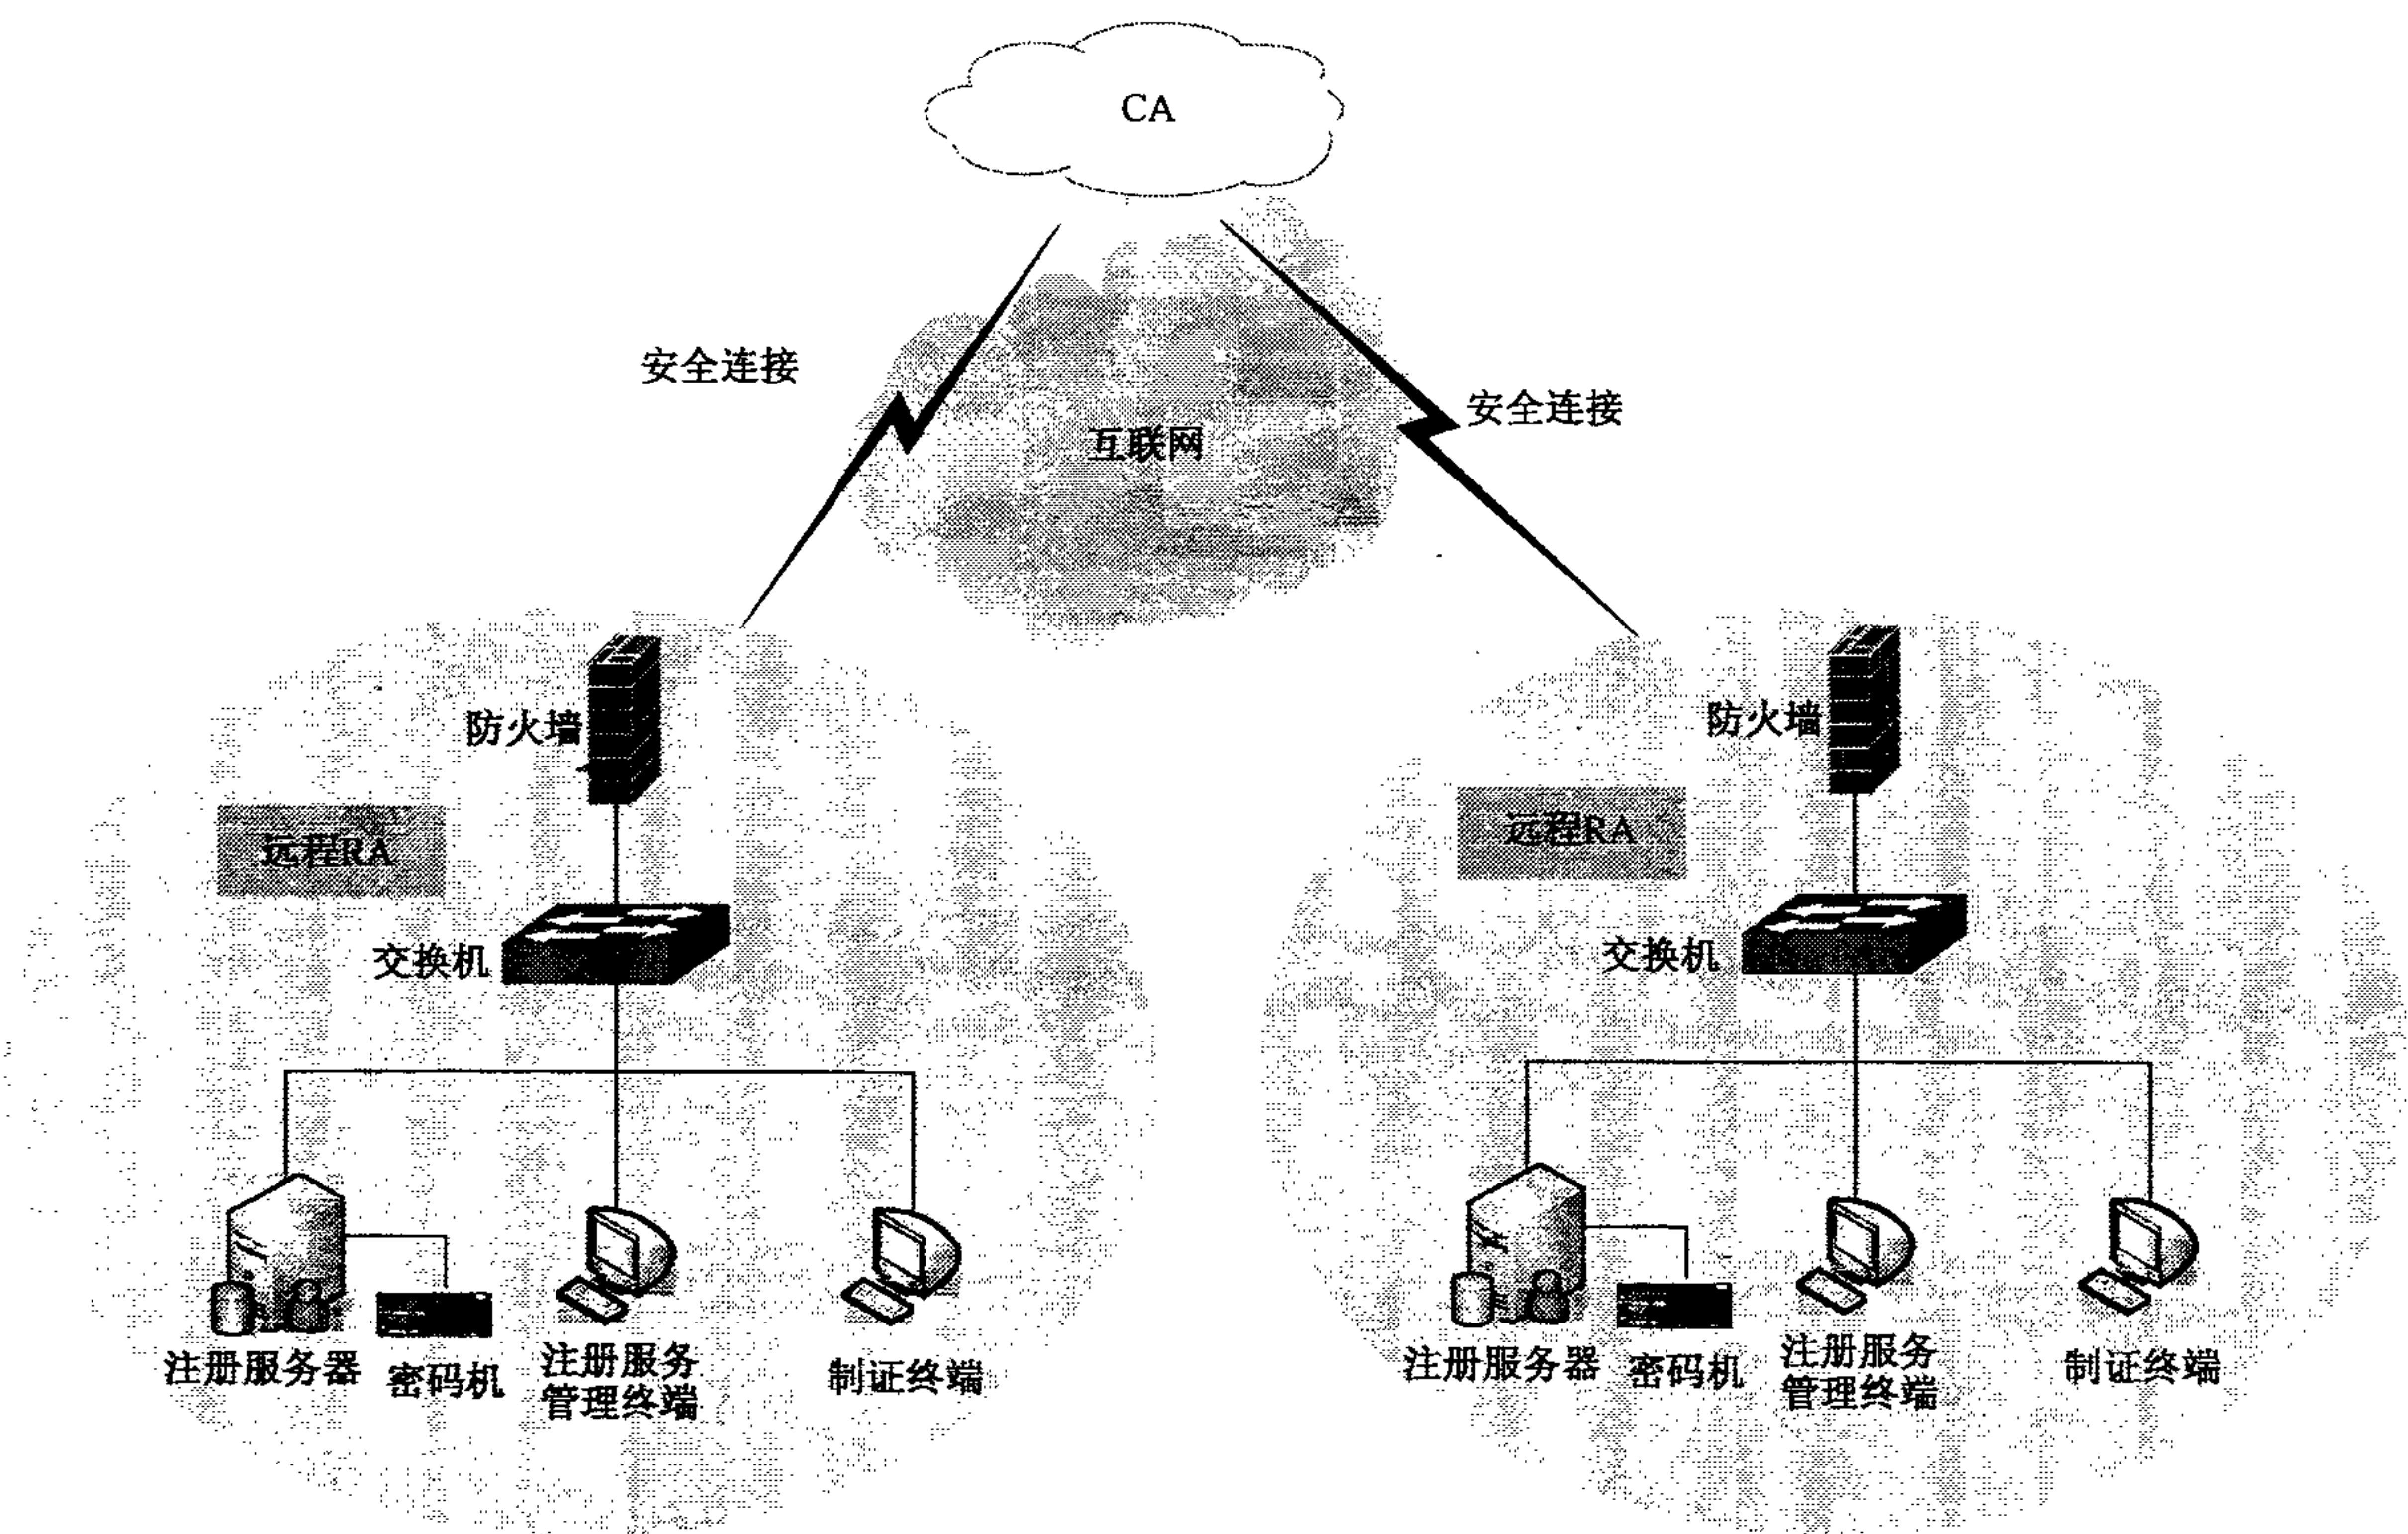 CA
安全连接
安全连接
互联网
防火墙
远程RA
交换机
注册服务器
密码机
注册服务
管理终端
制证终端
防火墙
远程RA
交换机
注册服务器
密码机
注册服务
管理终端
制证终端